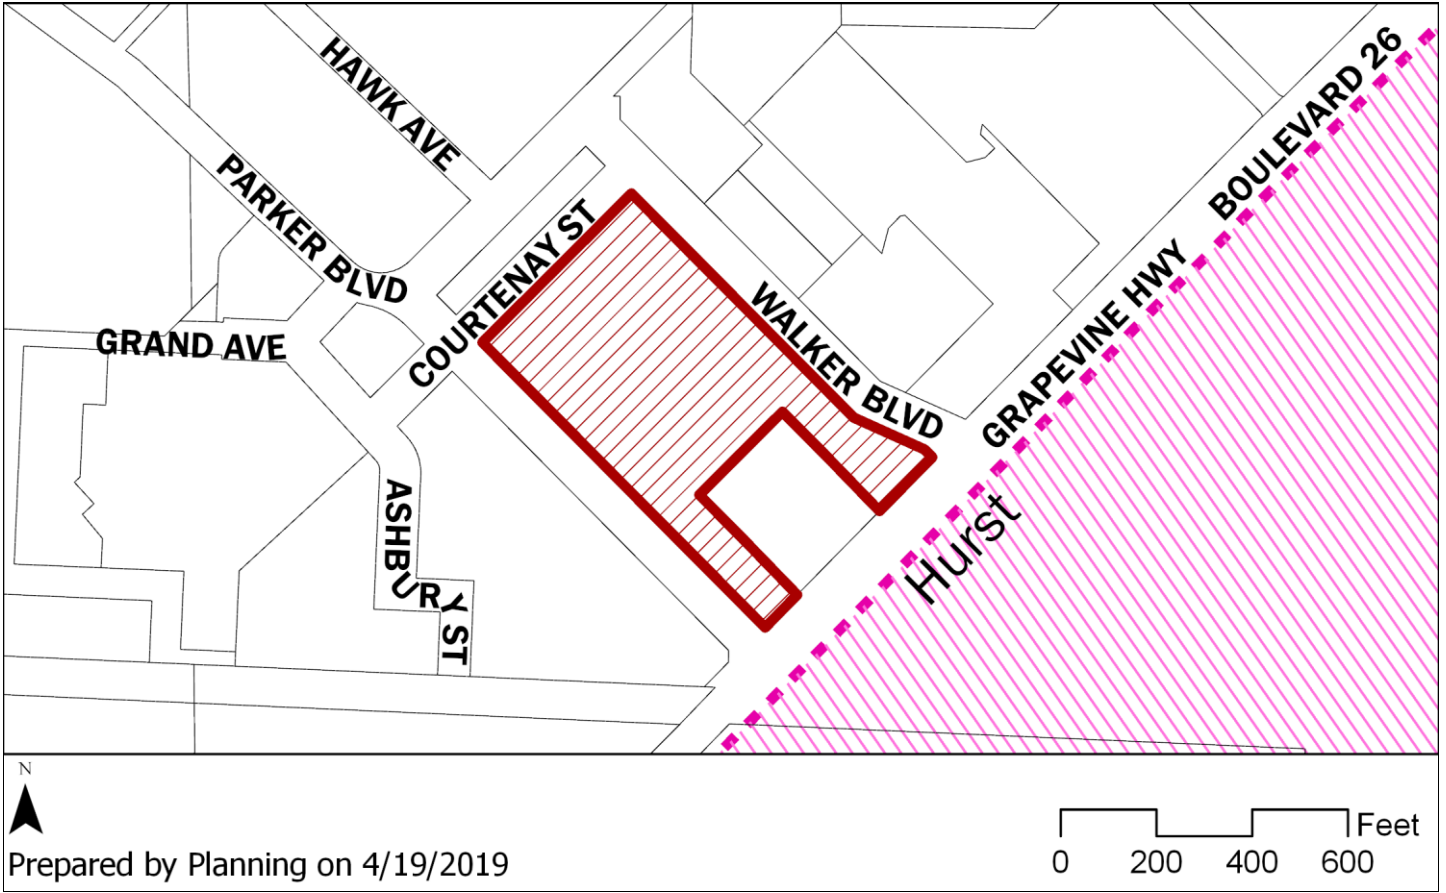 HAWK AVE
BOULEVARD 26
PARKER BLVD
COURTENAY ST
GRAPEVINE HWY
WALKER BLVD
GRAND AVE
ASHBURY ST
Hurst
N
Feet
0 200 400 600
Prepared by Planning on 4/19/2019